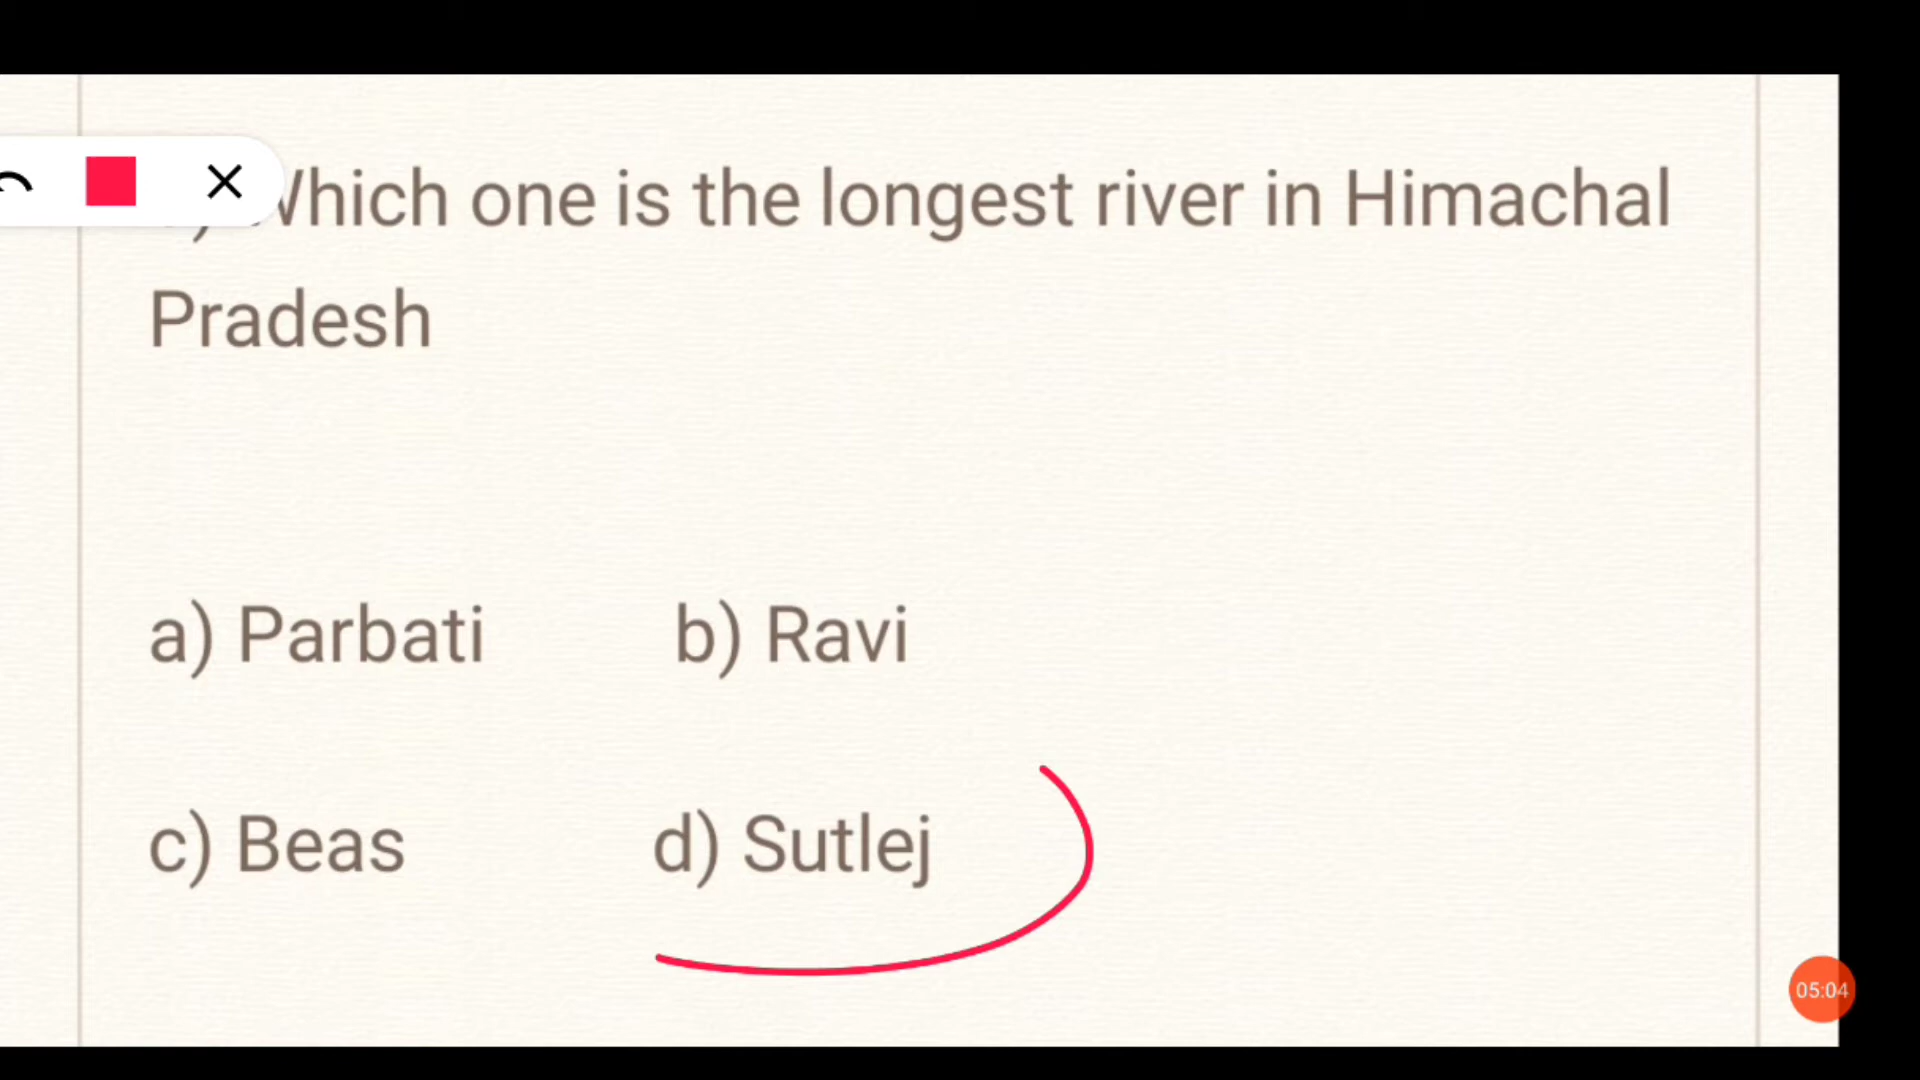 Which one is the longest river in Himachal
Pradesh
a) Parbati b) Ravi
c) Beas d) Sutlej
05:04